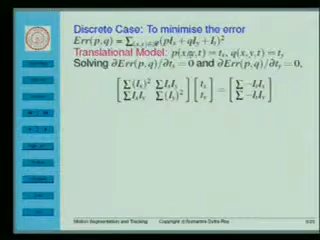 Discrete Case: To minimise the error
Err(p,q) = ∑(x,y)∈ℛ (pIx + qIy + It)²
Translational Model: p(x,y,t) = tx, q(x,y,t) = ty
Solving ∂Err(p,q)/∂tx = 0 and ∂Err(p,q)/∂ty = 0,
[ ∑(Ix)² ∑IxIy ] [ tx ] = [ ∑−ItIx ]
[ ∑IxIy ∑(Iy)² ] [ ty ] [ ∑−ItIy ]
Motion Segmentation and Tracking Copyright © Sumantra Dutta Roy